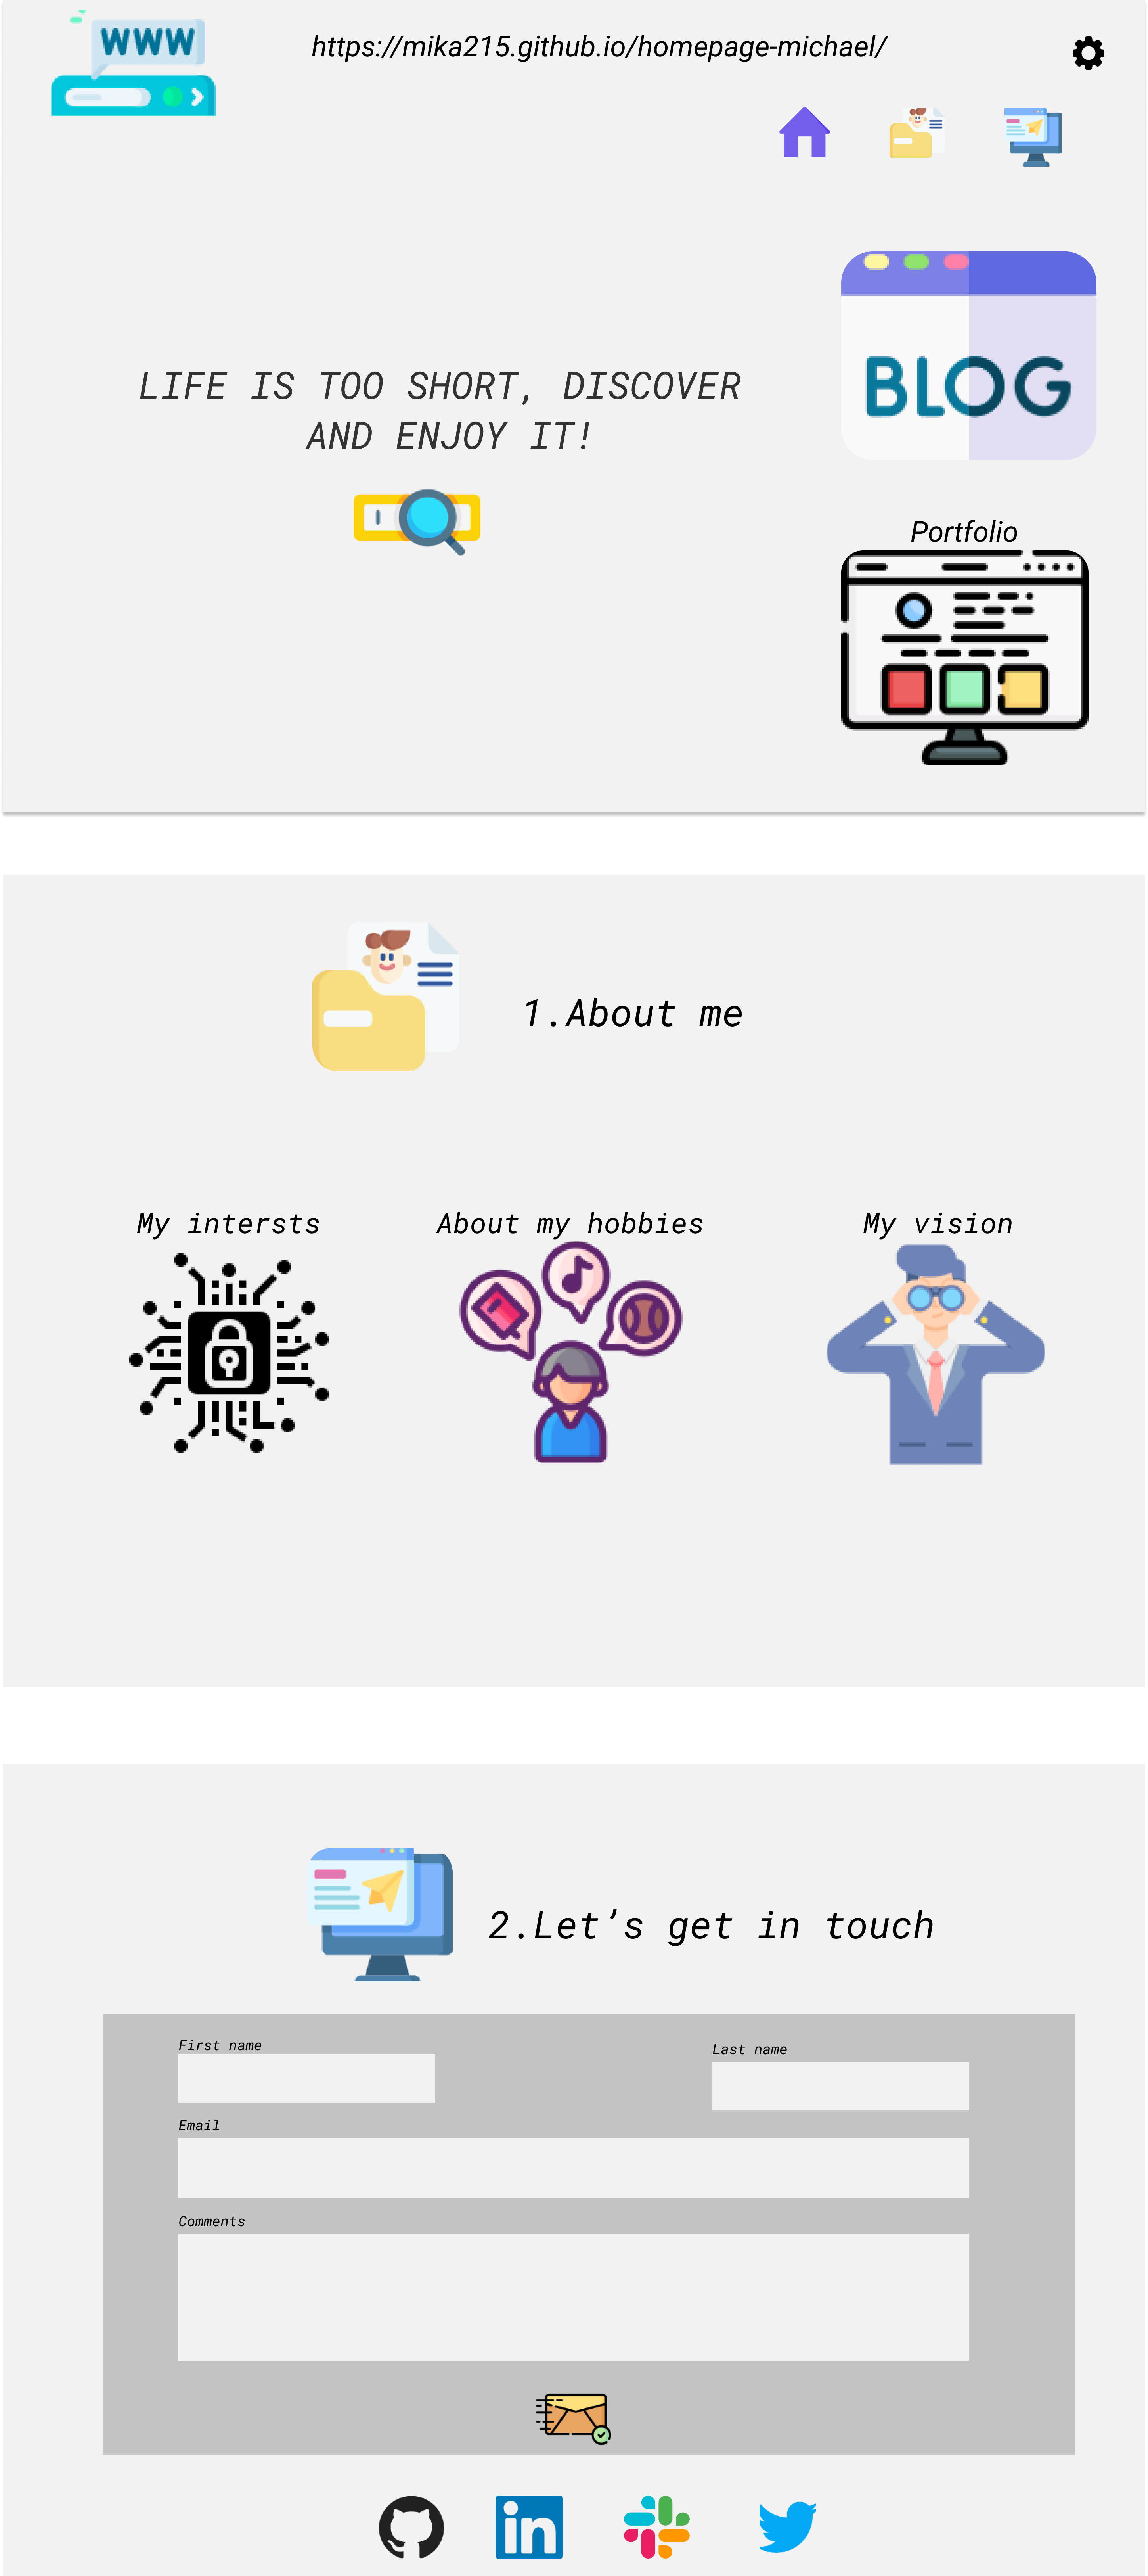 WWW
https://mika215.github.io/homepage-michael/
LIFE IS TOO SHORT, DISCOVER
AND ENJOY IT!
BLOG
Portfolio
1.About me
My intersts
About my hobbies
My vision
2.Let’s get in touch
First name
Last name
Email
Comments
in